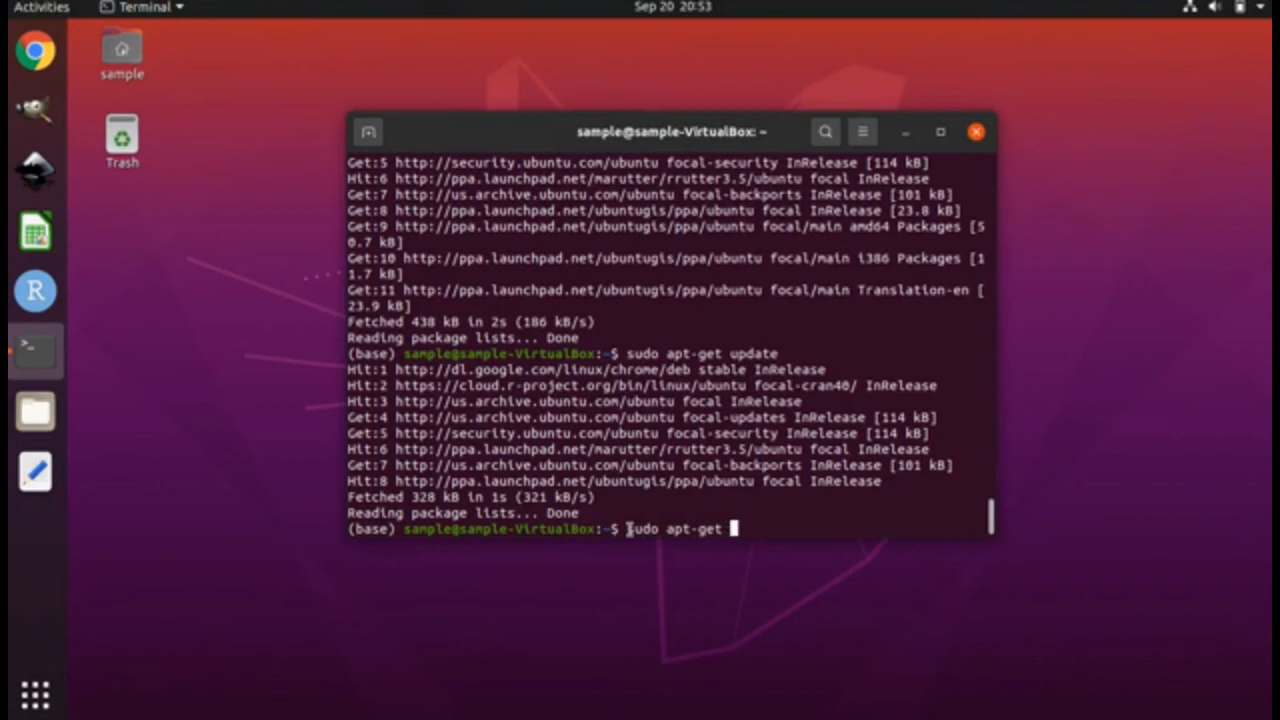 Activities
Terminal
Sep 20 20:53
sample
Trash
sample@sample-VirtualBox: ~
Get:5 http://security.ubuntu.com/ubuntu focal-security InRelease [114 kB]
Hit:6 http://ppa.launchpad.net/marutter/rrutter3.5/ubuntu focal InRelease
Get:7 http://us.archive.ubuntu.com/ubuntu focal-backports InRelease [101 kB]
Get:8 http://ppa.launchpad.net/ubuntugis/ppa/ubuntu focal InRelease [23.8 kB]
Get:9 http://ppa.launchpad.net/ubuntugis/ppa/ubuntu focal/main amd64 Packages [5
0.7 kB]
Get:10 http://ppa.launchpad.net/ubuntugis/ppa/ubuntu focal/main i386 Packages [1
1.7 kB]
Get:11 http://ppa.launchpad.net/ubuntugis/ppa/ubuntu focal/main Translation-en [
23.9 kB]
Fetched 438 kB in 2s (186 kB/s)
Reading package lists... Done
(base) sample@sample-VirtualBox:~$ sudo apt-get update
Hit:1 http://dl.google.com/linux/chrome/deb stable InRelease
Hit:2 https://cloud.r-project.org/bin/linux/ubuntu focal-cran40/ InRelease
Hit:3 http://us.archive.ubuntu.com/ubuntu focal InRelease
Get:4 http://us.archive.ubuntu.com/ubuntu focal-updates InRelease [114 kB]
Get:5 http://security.ubuntu.com/ubuntu focal-security InRelease [114 kB]
Hit:6 http://ppa.launchpad.net/marutter/rrutter3.5/ubuntu focal InRelease
Get:7 http://us.archive.ubuntu.com/ubuntu focal-backports InRelease [101 kB]
Hit:8 http://ppa.launchpad.net/ubuntugis/ppa/ubuntu focal InRelease
Fetched 328 kB in 1s (321 kB/s)
Reading package lists... Done
(base) sample@sample-VirtualBox:~$ sudo apt-get
R